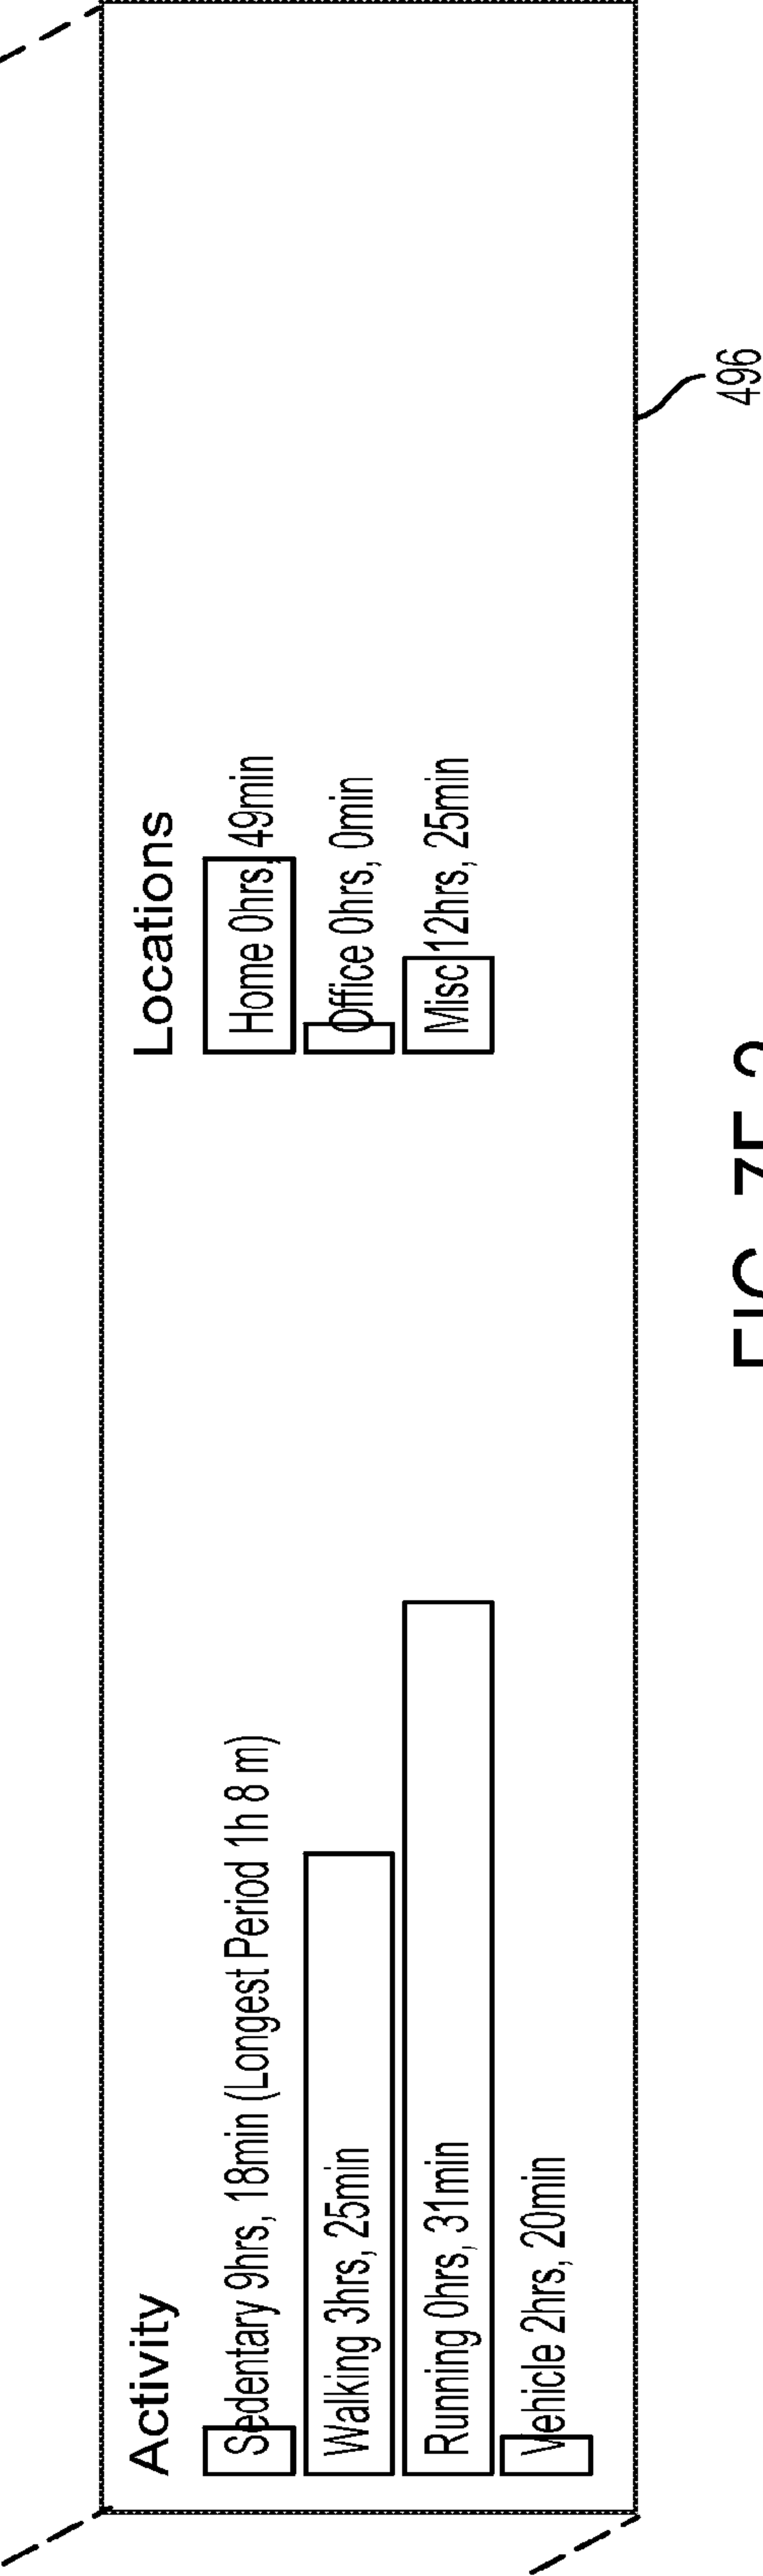 Activity
Sedentary 9hrs, 18min (Longest Period 1h 8 m)
Walking 3hrs, 25min
Running 0hrs, 31min
Vehicle 2hrs, 20min
Locations
Home 0hrs, 49min
Office 0hrs, 0min
Misc 12hrs, 25min
496